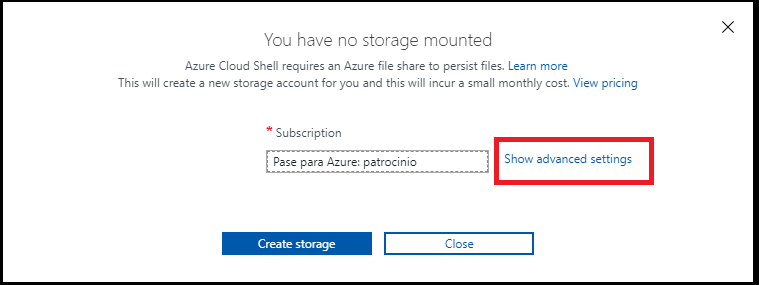 You have no storage mounted
Azure Cloud Shell requires an Azure file share to persist files. Learn more
This will create a new storage account for you and this will incur a small monthly cost. View pricing
* Subscription
Pase para Azure: patrocinio
Show advanced settings
Create storage
Close